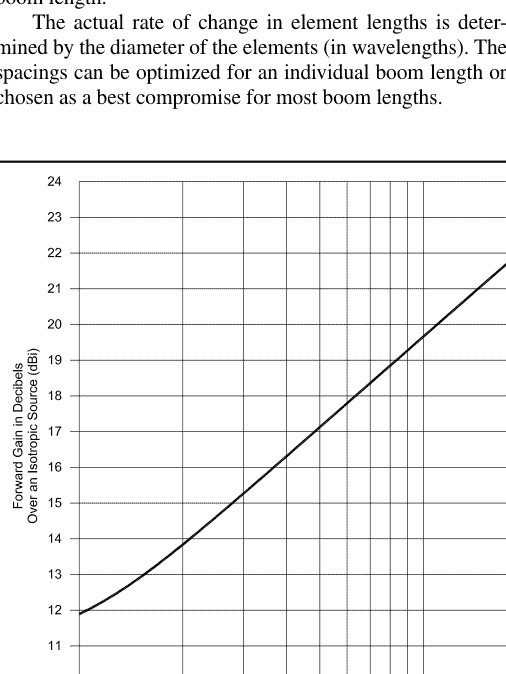 boom length.
The actual rate of change in element lengths is deter-
mined by the diameter of the elements (in wavelengths). The
spacings can be optimized for an individual boom length or
chosen as a best compromise for most boom lengths.
24
23
22
21
20
19
18
17
16
15
14
13
12
11
Forward Gain in Decibels
Over an Isotropic Source (dBi)